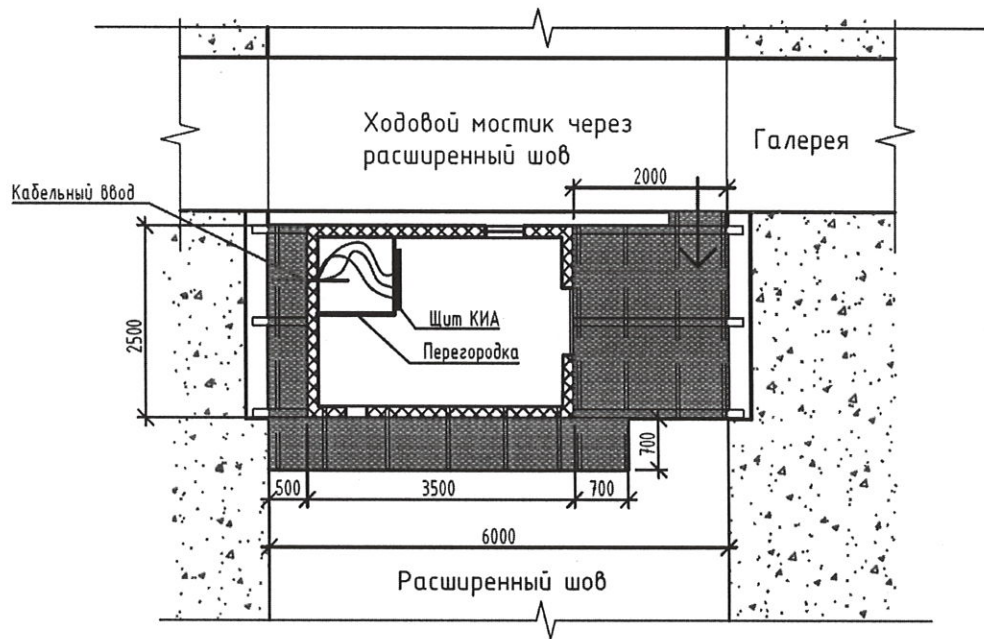 Ходовой мостик через
расширенный шов
Галерея
2000
Кабельный ввод
Щит КИА
Перегородка
2500
700
500
3500
700
6000
Расширенный шов